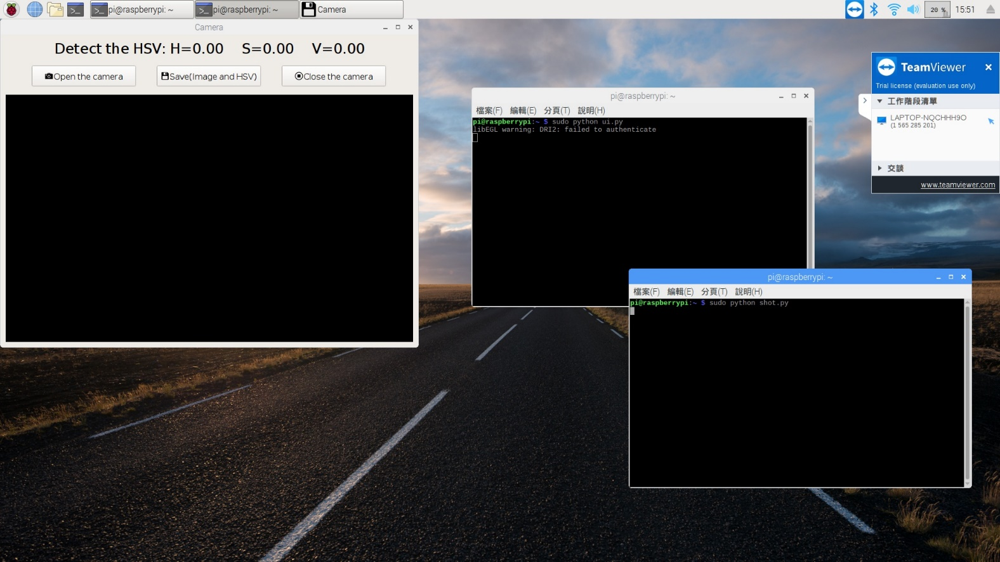 pi@raspberrypi: ~
pi@raspberrypi: ~
Camera
20 %
15:51
Camera
Detect the HSV: H=0.00 S=0.00 V=0.00
Open the camera
Save(Image and HSV)
Close the camera
pi@raspberrypi: ~
檔案(F) 編輯(E) 分頁(T) 說明(H)
pi@raspberrypi:~ $ sudo python ui.py
libEGL warning: DRI2: failed to authenticate
TeamViewer
Trial license (evaluation use only)
工作階段清單
LAPTOP-NQCHHH9O
(1 565 285 201)
交談
www.teamviewer.com
pi@raspberrypi: ~
檔案(F) 編輯(E) 分頁(T) 說明(H)
pi@raspberrypi:~ $ sudo python shot.py